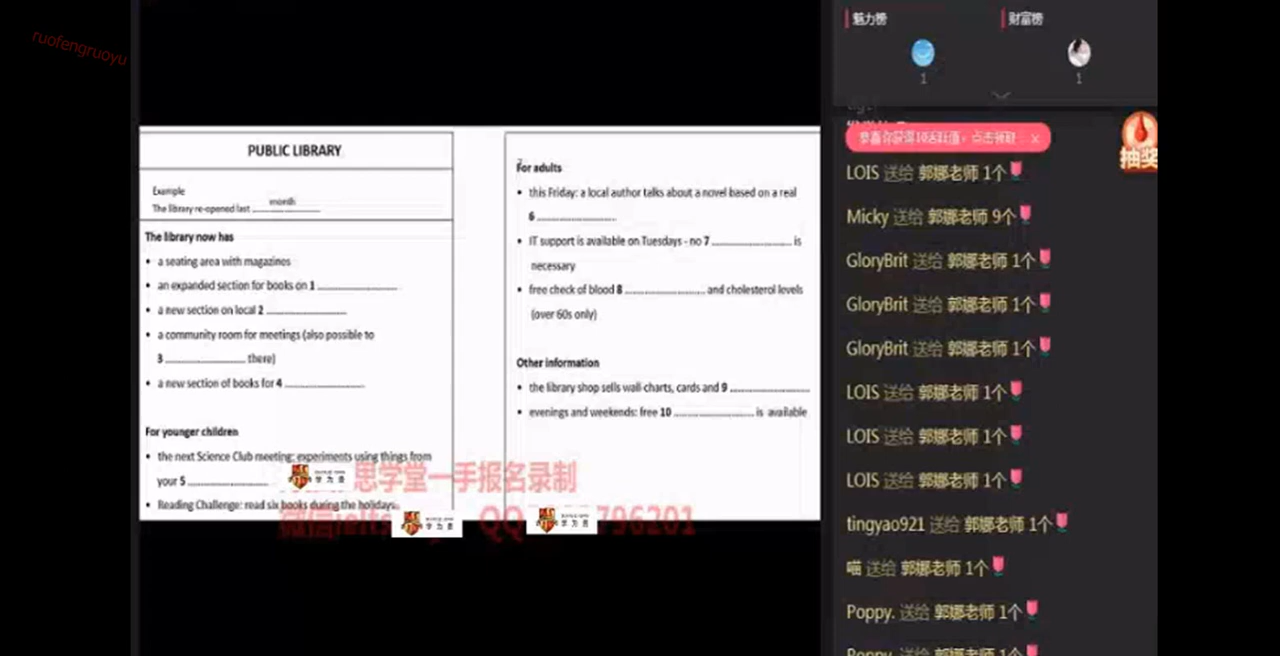 ruofengruoyu
PUBLIC LIBRARY
Example
month
The library re-opened last ....................
The library now has
• a seating area with magazines
• an expanded section for books on 1 ....................
• a new section on local 2 ....................
• a community room for meetings (also possible to
3 .................... there)
• a new section of books for 4 ....................
For younger children
• the next Science Club meeting: experiments using things from
your 5 ....................
• Reading Challenge: read six books during the holidays.
For adults
• this Friday: a local author talks about a novel based on a real
6 ....................
• IT support is available on Tuesdays - no 7 .................... is
necessary
• free check of blood 8 .................... and cholesterol levels
(over 60s only)
Other information
• the library shop sells wall-charts, cards and 9 ....................
• evenings and weekends: free 10 .................... is available
思学堂一手报名录制
QQ 796201
魅力榜
财富榜
1
1
抽奖
LOIS 送给 郭娜老师 1个
Micky 送给 郭娜老师 9个
GloryBrit 送给 郭娜老师 1个
GloryBrit 送给 郭娜老师 1个
GloryBrit 送给 郭娜老师 1个
LOIS 送给 郭娜老师 1个
LOIS 送给 郭娜老师 1个
LOIS 送给 郭娜老师 1个
tingyao921 送给 郭娜老师 1个
喵 送给 郭娜老师 1个
Poppy. 送给 郭娜老师 1个